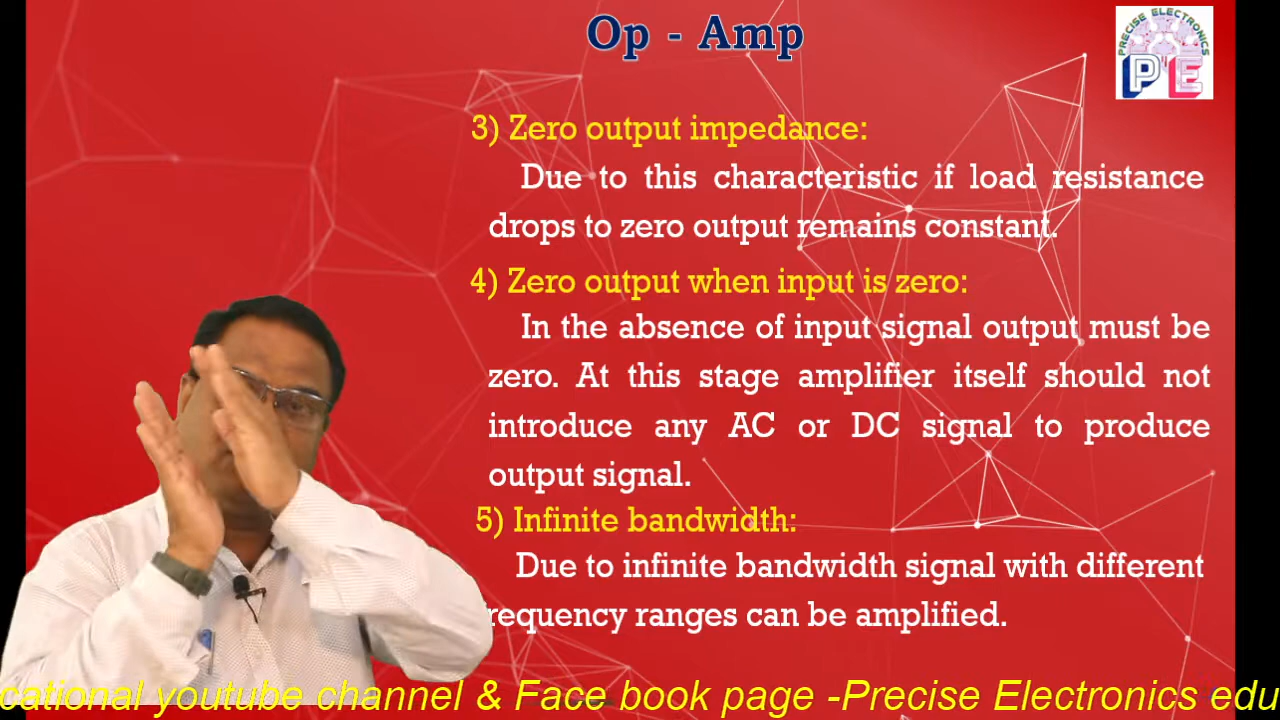 Op - Amp
PRECISE ELECTRONICS
PE
3) Zero output impedance:
Due to this characteristic if load resistance
drops to zero output remains constant.
4) Zero output when input is zero:
In the absence of input signal output must be
zero. At this stage amplifier itself should not
introduce any AC or DC signal to produce
output signal.
5) Infinite bandwidth:
Due to infinite bandwidth signal with different
requency ranges can be amplified.
cational youtube channel & Face book page -Precise Electronics edu